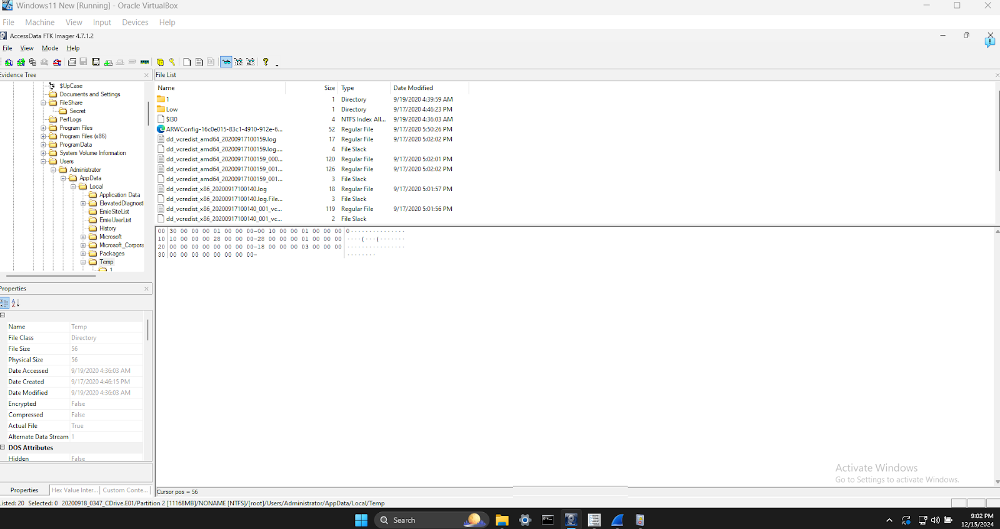 Windows11 New [Running] - Oracle VirtualBox
File Machine View Input Devices Help
AccessData FTK Imager 4.7.1.2
File View Mode Help
Evidence Tree
$UpCase
Documents and Settings
FileShare
Secret
PerfLogs
Program Files
Program Files (x86)
ProgramData
System Volume Information
Users
Administrator
AppData
Local
Application Data
ElevatedDiagnost
EmieSiteList
EmieUserList
History
Microsoft
Microsoft_Corpora
Packages
Temp
1
File List
Name Size Type Date Modified
1 1 Directory 9/19/2020 4:39:59 AM
Low 1 Directory 9/17/2020 4:46:23 PM
$I30 4 NTFS Index All... 9/19/2020 4:36:03 AM
ARWConfig-16c0e015-83c1-4910-912e-6... 52 Regular File 9/17/2020 5:50:26 PM
dd_vcredist_amd64_20200917100159.log 17 Regular File 9/17/2020 5:02:02 PM
dd_vcredist_amd64_20200917100159.log.... 4 File Slack
dd_vcredist_amd64_20200917100159_000... 120 Regular File 9/17/2020 5:02:01 PM
dd_vcredist_amd64_20200917100159_001... 126 Regular File 9/17/2020 5:02:02 PM
dd_vcredist_amd64_20200917100159_001... 3 File Slack
dd_vcredist_x86_20200917100140.log 18 Regular File 9/17/2020 5:01:57 PM
dd_vcredist_x86_20200917100140.log.File... 3 File Slack
dd_vcredist_x86_20200917100140_001_vc... 119 Regular File 9/17/2020 5:01:56 PM
dd_vcredist_x86_20200917100140_001_vc... 2 File Slack
00 30 00 00 00 01 00 00 00-00 10 00 00 01 00 00 00 0···············
10 10 00 00 00 28 00 00 00-28 00 00 00 01 00 00 00 ····(···(·······
20 00 00 00 00 00 00 00 00-18 00 00 00 03 00 00 00 ················
30 00 00 00 00 00 00 00 00- ········
Properties
Name Temp
File Class Directory
File Size 56
Physical Size 56
Date Accessed 9/19/2020 4:36:03 AM
Date Created 9/17/2020 4:46:15 PM
Date Modified 9/19/2020 4:36:03 AM
Encrypted False
Compressed False
Actual File True
Alternate Data Stream 1
DOS Attributes
Hidden False
Properties Hex Value Inter... Custom Conte...
Cursor pos = 56
Activate Windows
Go to Settings to activate Windows.
Listed: 20 Selected: 0 20200918_0347_CDrive.E01/Partition 2 [11168MB]/NONAME [NTFS]/[root]/Users/Administrator/AppData/Local/Temp
Search
9:02 PM
12/15/2024